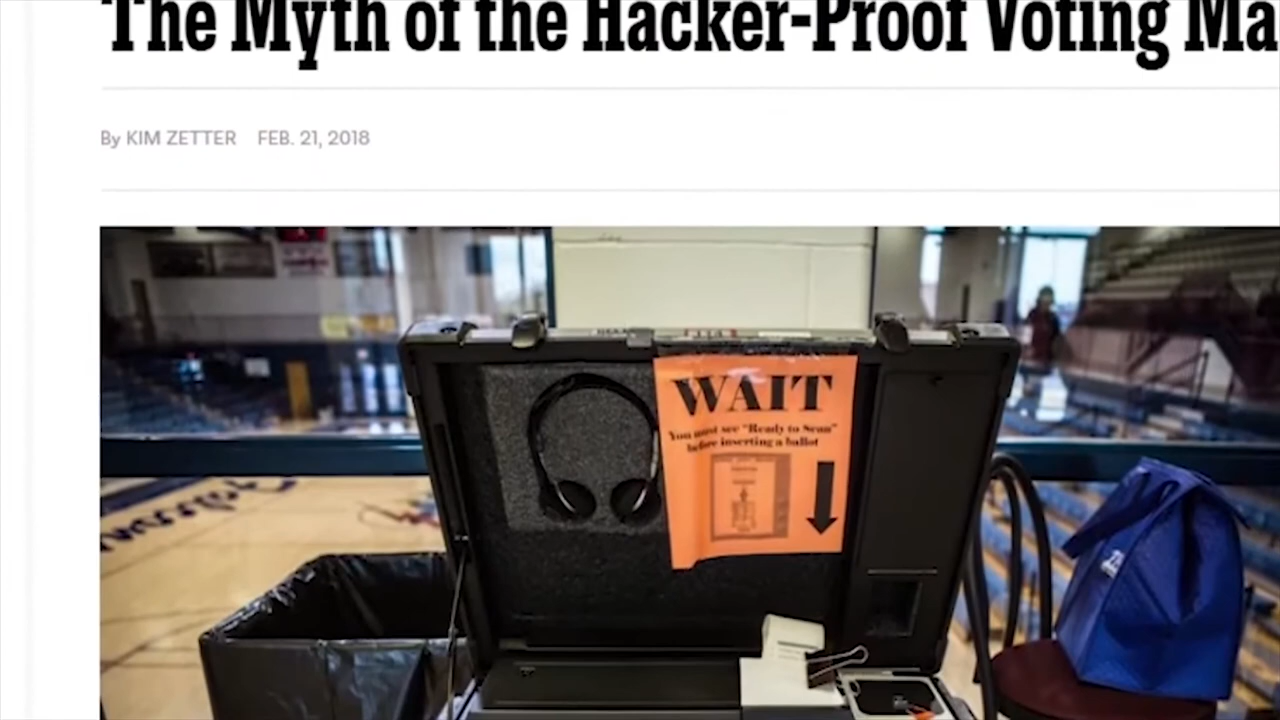 The Myth of the Hacker-Proof Voting Ma
By KIM ZETTER FEB. 21, 2018
WAIT
You must see "Ready to Scan"
before inserting a ballot